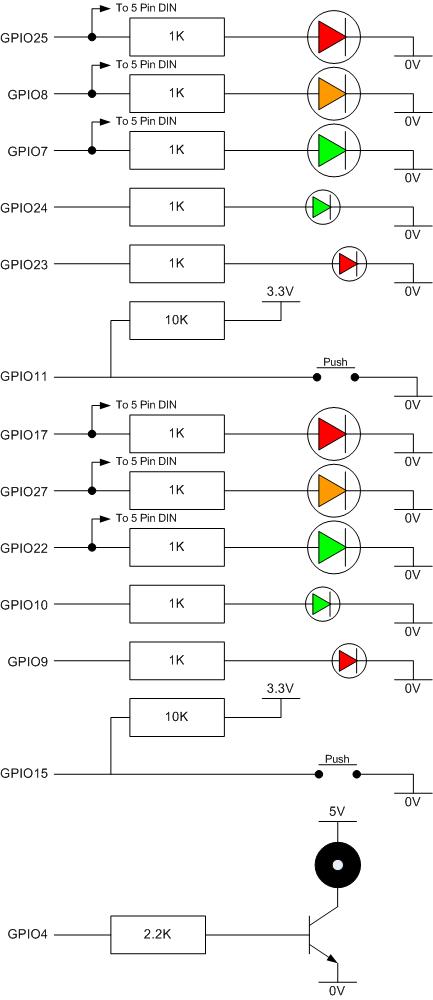 To 5 Pin DIN
GPIO25 1K
0V
To 5 Pin DIN
GPIO8 1K
0V
To 5 Pin DIN
GPIO7 1K
0V
GPIO24 1K
0V
GPIO23 1K
0V
3.3V
10K
Push
GPIO11
0V
To 5 Pin DIN
GPIO17 1K
0V
To 5 Pin DIN
GPIO27 1K
0V
To 5 Pin DIN
GPIO22 1K
0V
GPIO10 1K
0V
GPIO9 1K
0V
3.3V
10K
Push
GPIO15
0V
5V
GPIO4 2.2K
0V